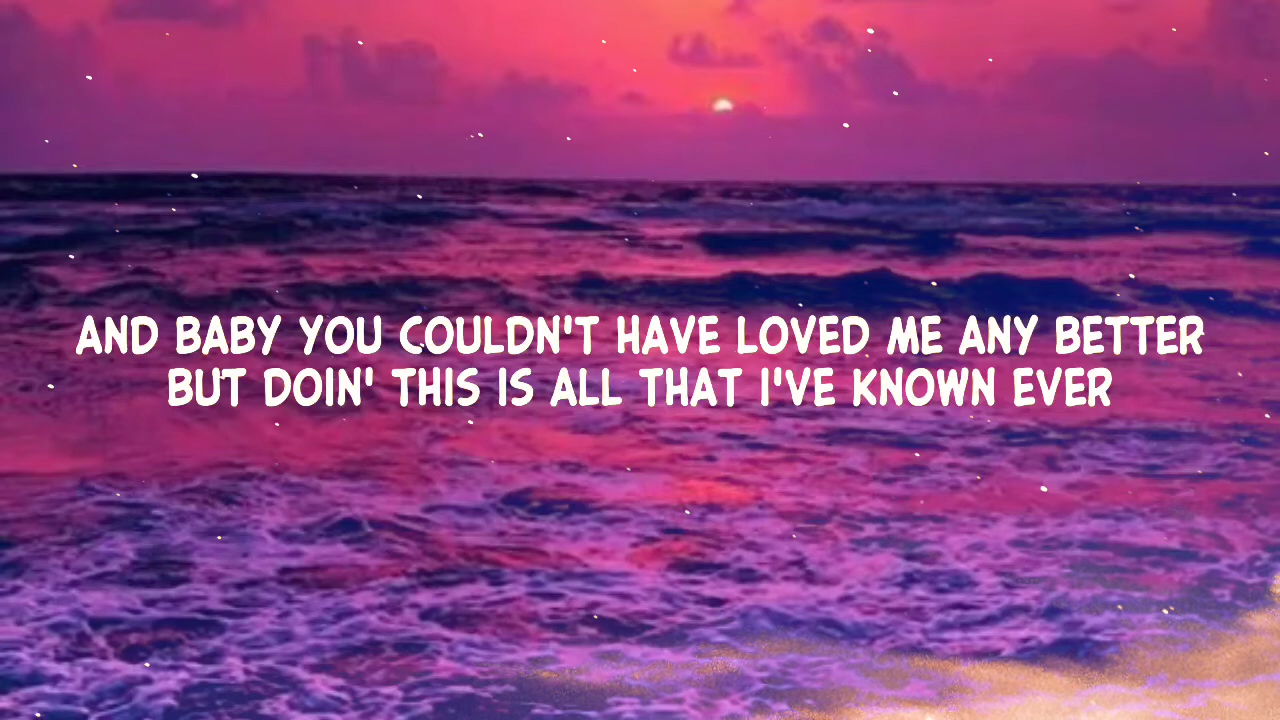 AND BABY YOU COULDN'T HAVE LOVED ME ANY BETTER
BUT DOIN' THIS IS ALL THAT I'VE KNOWN EVER